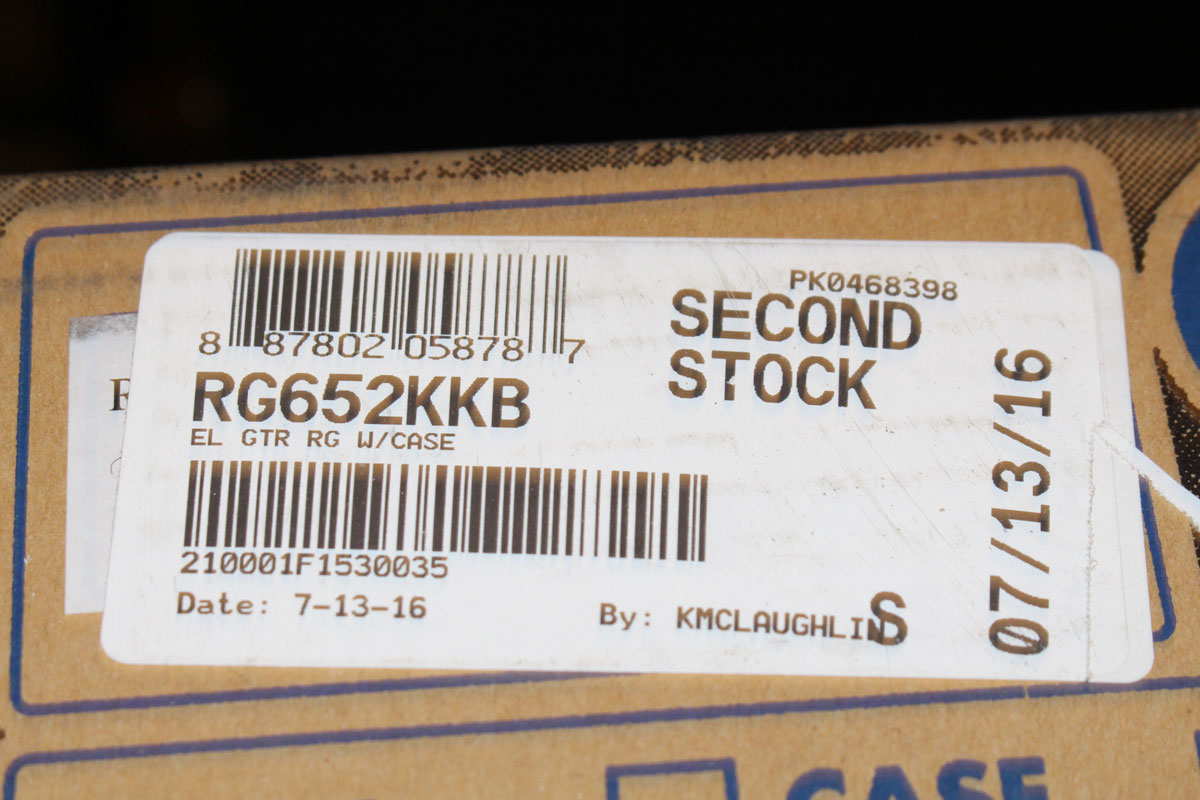 PK0468398
SECOND
STOCK
8 87802 05878 7
RG652KKB
EL GTR RG W/CASE
210001F1530035
Date: 7-13-16
By: KMCLAUGHLIN
S
07/13/16
R
CASE